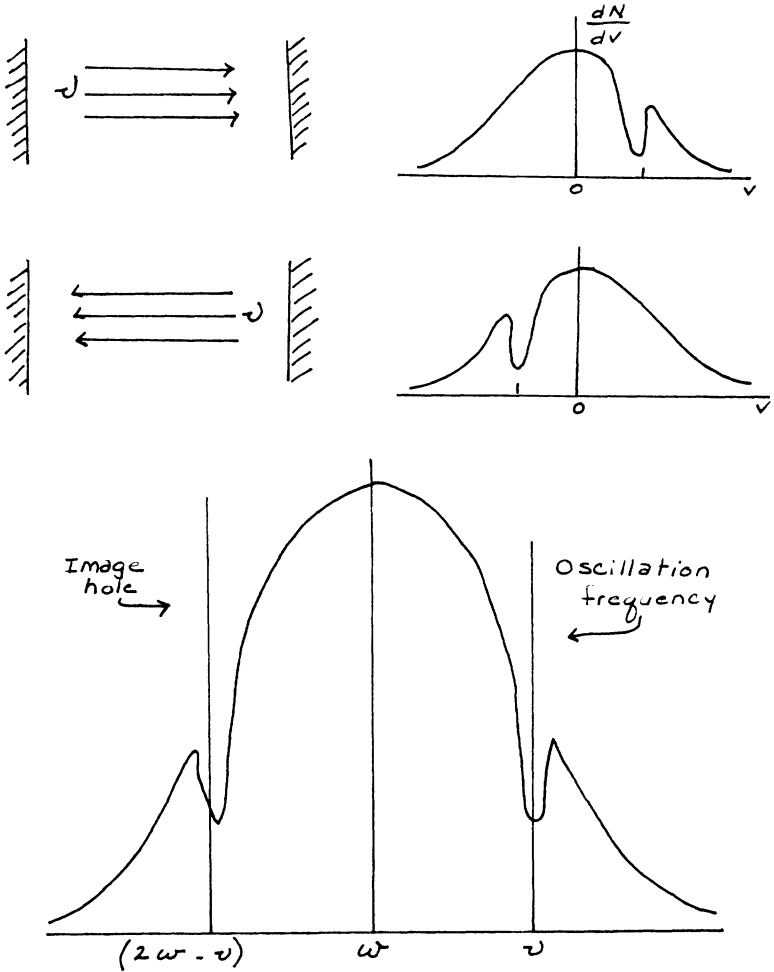 dN
dv
ν
0
v
ν
0
v
Image
hole
Oscillation
frequency
(2ω - ν)
ω
ν